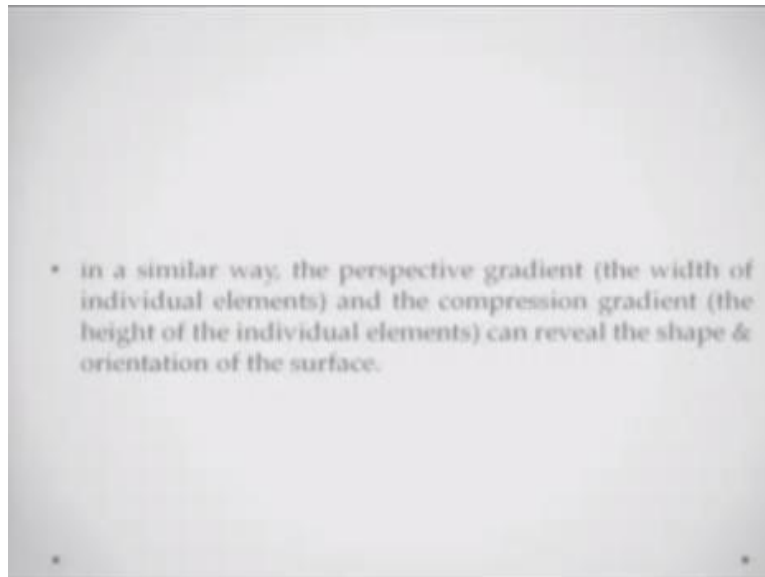 • in a similar way, the perspective gradient (the width of
individual elements) and the compression gradient (the
height of the individual elements) can reveal the shape &
orientation of the surface.